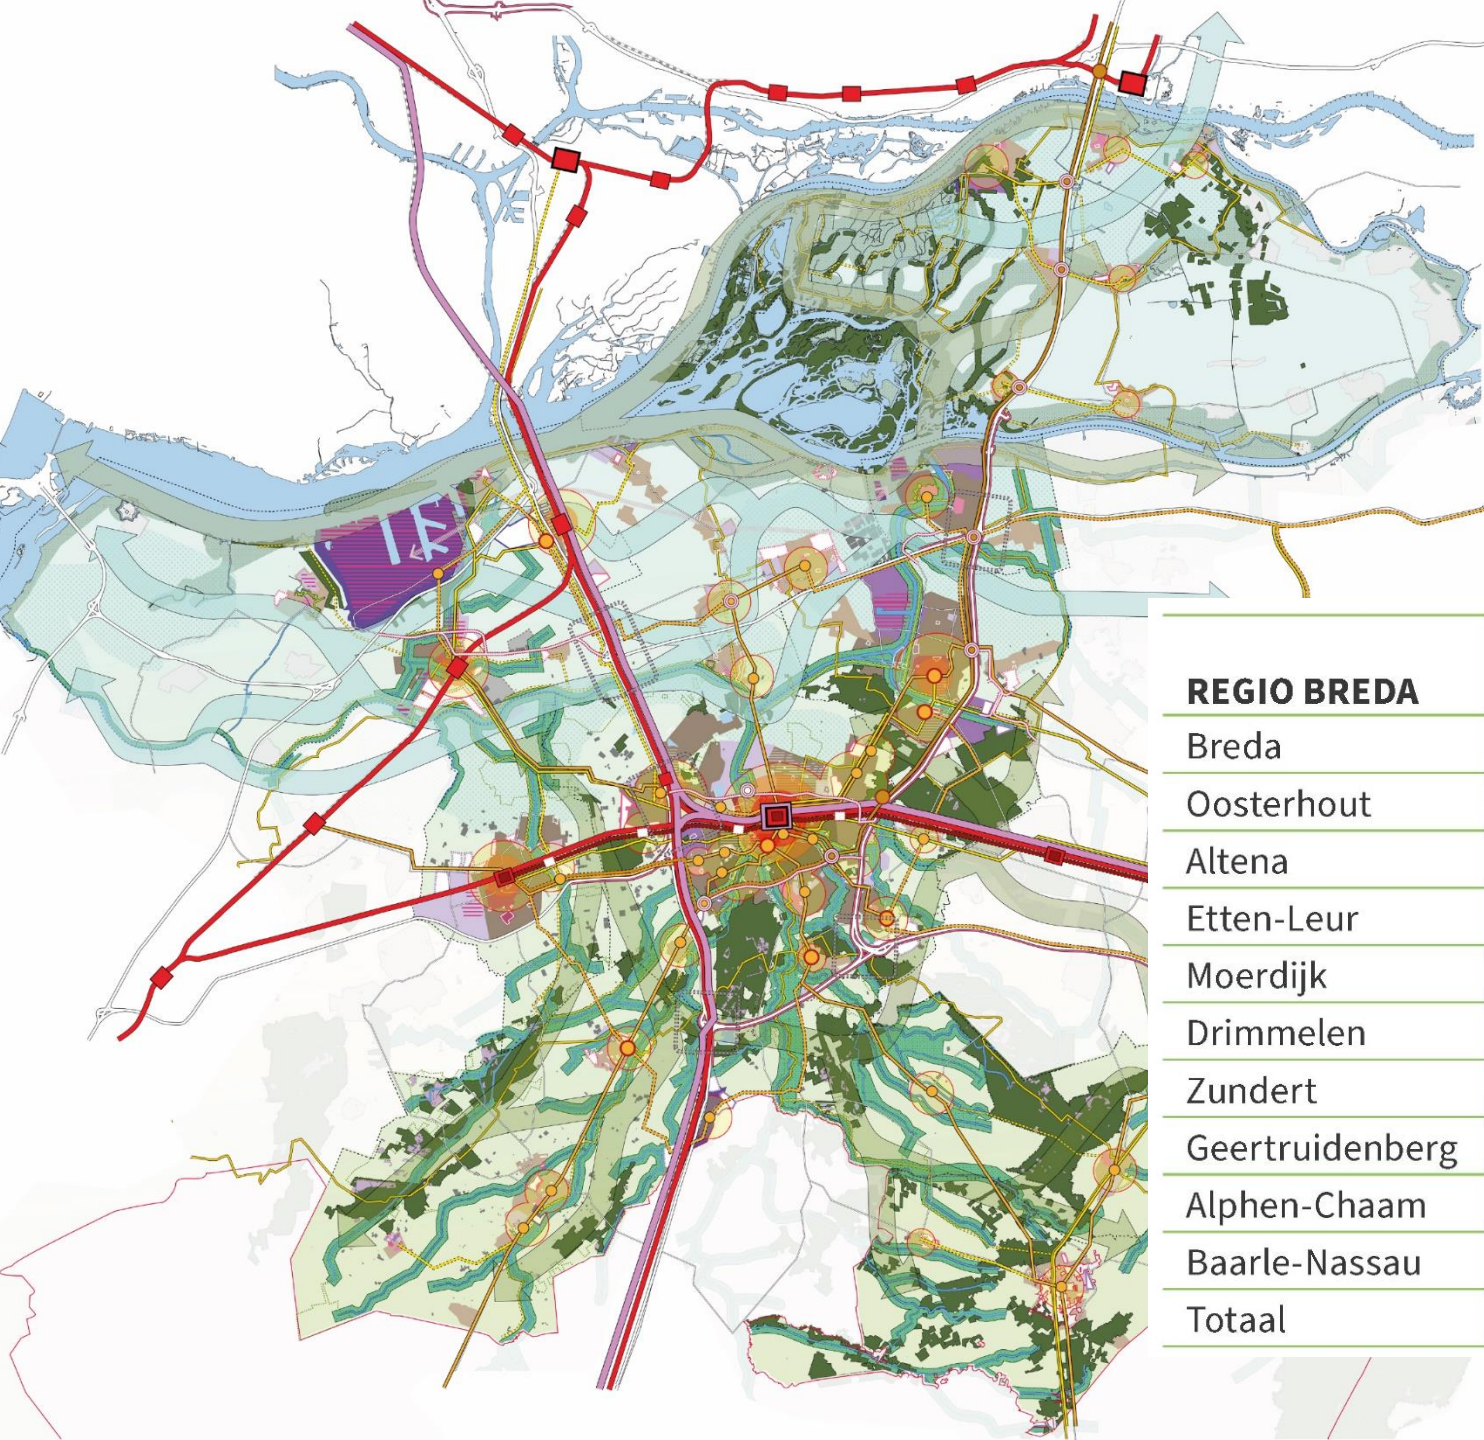 REGIO BREDA
Breda
Oosterhout
Altena
Etten-Leur
Moerdijk
Drimmelen
Zundert
Geertruidenberg
Alphen-Chaam
Baarle-Nassau
Totaal